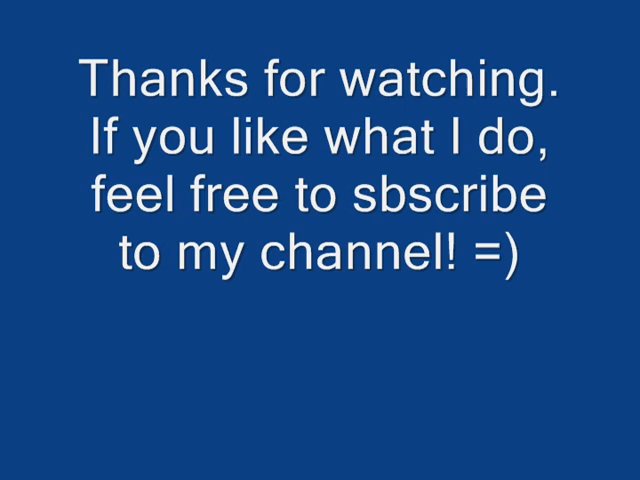 Thanks for watching.
If you like what I do,
feel free to sbscribe
to my channel! =)